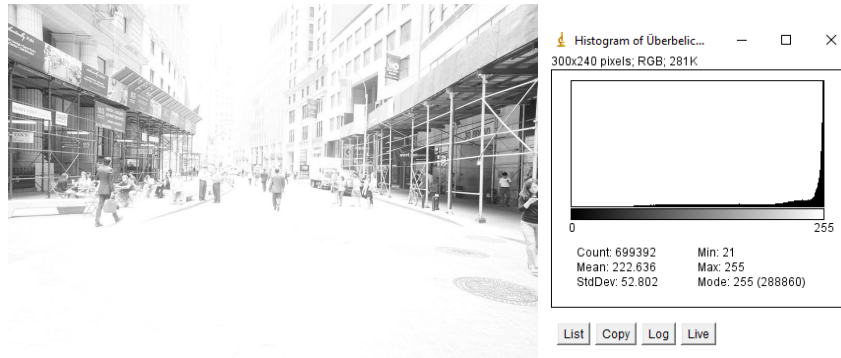 Histogram of Überbelic...
300x240 pixels; RGB; 281K
0
255
Count: 699392
Min: 21
Mean: 222.636
Max: 255
StdDev: 52.802
Mode: 255 (288860)
List
Copy
Log
Live